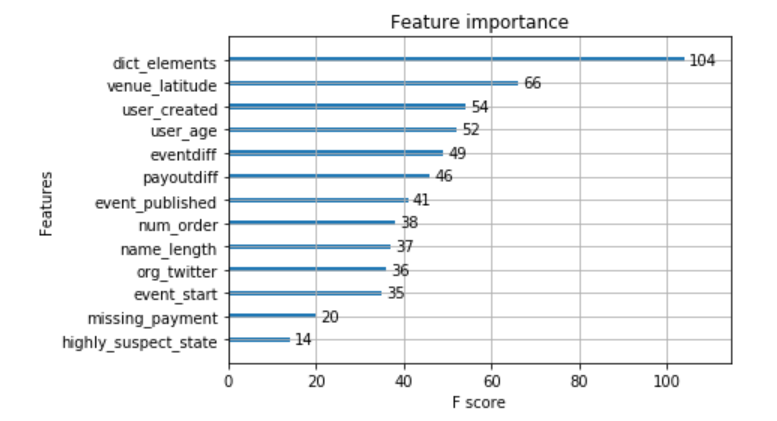 Feature importance
Features
dict_elements 104
venue_latitude 66
user_created 54
user_age 52
eventdiff 49
payoutdiff 46
event_published 41
num_order 38
name_length 37
org_twitter 36
event_start 35
missing_payment 20
highly_suspect_state 14
0 20 40 60 80 100
F score